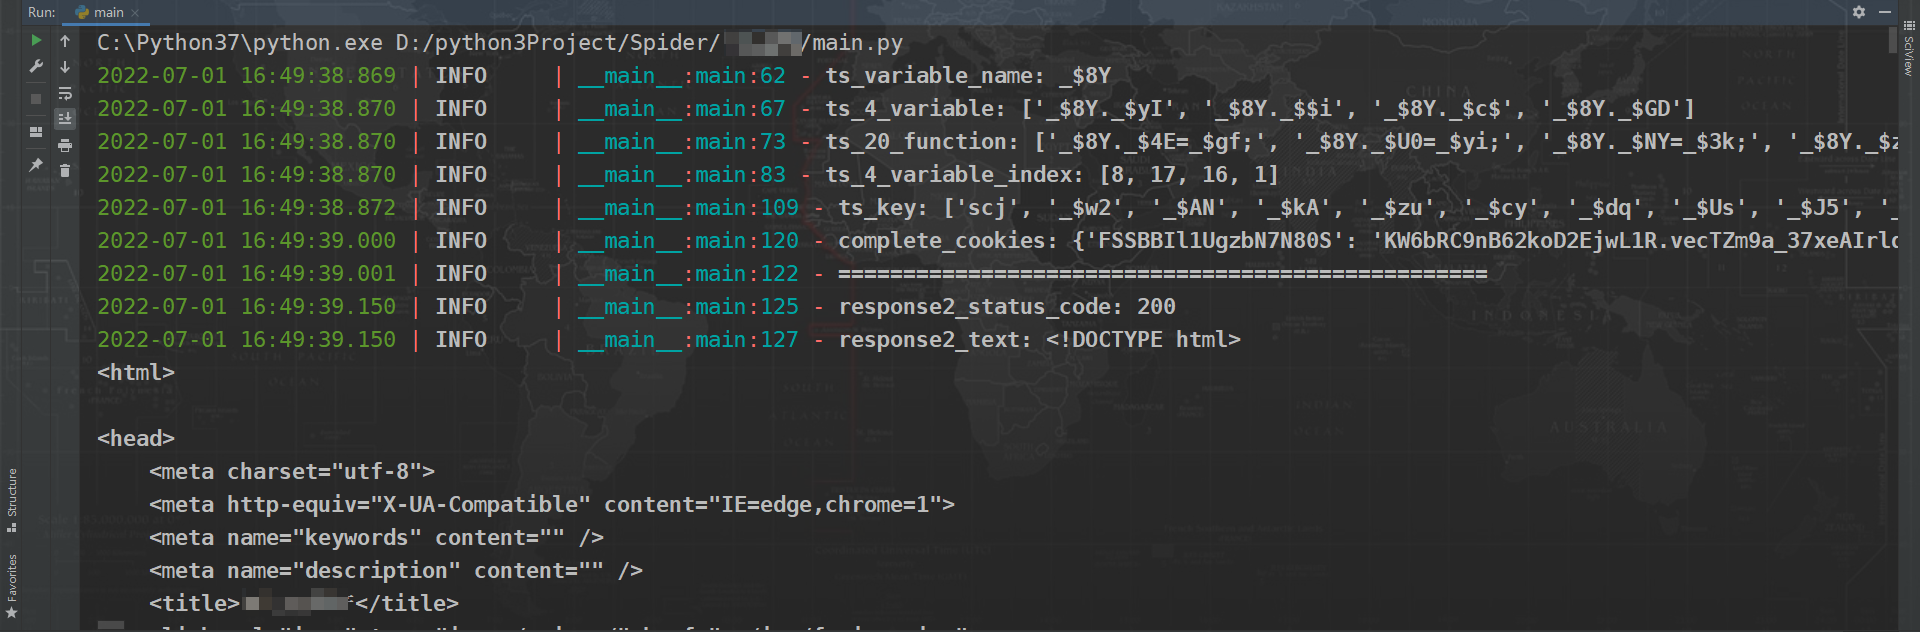 Run: main
C:\Python37\python.exe D:/python3Project/Spider/ /main.py
2022-07-01 16:49:38.869 | INFO     | __main__:main:62 - ts_variable_name: _$8Y
2022-07-01 16:49:38.870 | INFO     | __main__:main:67 - ts_4_variable: ['_$8Y._$yI', '_$8Y._$$i', '_$8Y._$c$', '_$8Y._$GD']
2022-07-01 16:49:38.870 | INFO     | __main__:main:73 - ts_20_function: ['_$8Y._$4E=_$gf;', '_$8Y._$U0=_$yi;', '_$8Y._$NY=_$3k;', '_$8Y._$z
2022-07-01 16:49:38.870 | INFO     | __main__:main:83 - ts_4_variable_index: [8, 17, 16, 1]
2022-07-01 16:49:38.872 | INFO     | __main__:main:109 - ts_key: ['scj', '_$w2', '_$AN', '_$kA', '_$zu', '_$cy', '_$dq', '_$Us', '_$J5', '_
2022-07-01 16:49:39.000 | INFO     | __main__:main:120 - complete_cookies: {'FSSBBIl1UgzbN7N80S': 'KW6bRC9nB62koD2EjwL1R.vecTZm9a_37xeAIrlq
2022-07-01 16:49:39.001 | INFO     | __main__:main:122 - ==================================================
2022-07-01 16:49:39.150 | INFO     | __main__:main:125 - response2_status_code: 200
2022-07-01 16:49:39.150 | INFO     | __main__:main:127 - response2_text: <!DOCTYPE html>
<html>
<head>
<meta charset="utf-8">
<meta http-equiv="X-UA-Compatible" content="IE=edge,chrome=1">
<meta name="keywords" content="" />
<meta name="description" content="" />
<title> </title>
SciView
Structure
Favorites